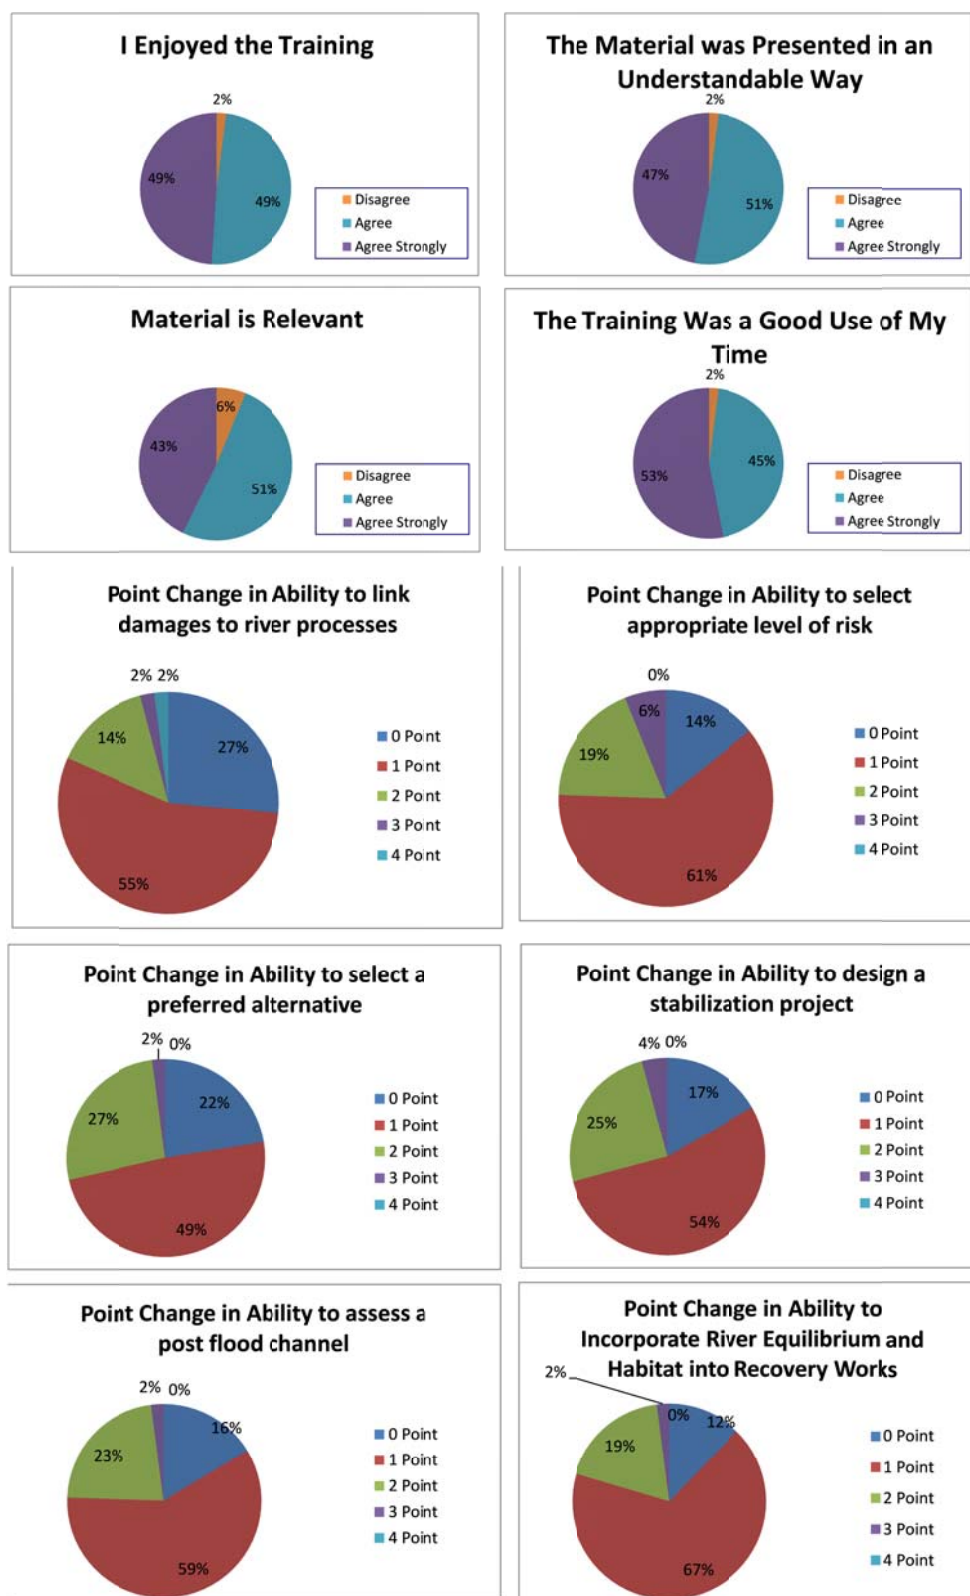 I Enjoyed the Training
2%
49%
49%
Disagree
Agree
Agree Strongly
The Material was Presented in an
Understandable Way
2%
47%
51%
Disagree
Agree
Agree Strongly
Material is Relevant
6%
43%
51%
Disagree
Agree
Agree Strongly
The Training Was a Good Use of My
Time
2%
53%
45%
Disagree
Agree
Agree Strongly
Point Change in Ability to link
damages to river processes
2% 2%
14%
27%
55%
0 Point
1 Point
2 Point
3 Point
4 Point
Point Change in Ability to select
appropriate level of risk
0%
6%
14%
19%
61%
0 Point
1 Point
2 Point
3 Point
4 Point
Point Change in Ability to select a
preferred alternative
2% 0%
27%
22%
49%
0 Point
1 Point
2 Point
3 Point
4 Point
Point Change in Ability to design a
stabilization project
4% 0%
17%
25%
54%
0 Point
1 Point
2 Point
3 Point
4 Point
Point Change in Ability to assess a
post flood channel
2% 0%
16%
23%
59%
0 Point
1 Point
2 Point
3 Point
4 Point
Point Change in Ability to
Incorporate River Equilibrium and
Habitat into Recovery Works
2%
0%
12%
19%
67%
0 Point
1 Point
2 Point
3 Point
4 Point